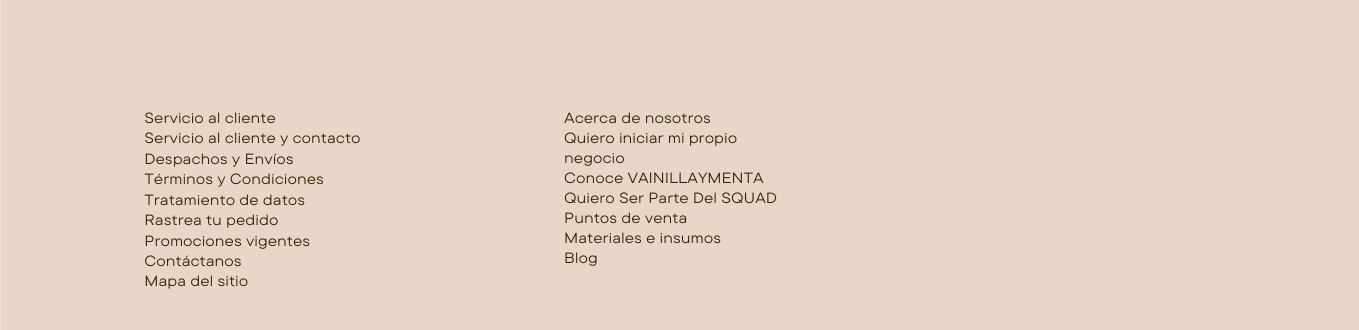 Servicio al cliente
Servicio al cliente y contacto
Despachos y Envíos
Términos y Condiciones
Tratamiento de datos
Rastrea tu pedido
Promociones vigentes
Contáctanos
Mapa del sitio
Acerca de nosotros
Quiero iniciar mi propio
negocio
Conoce VAINILLAYMENTA
Quiero Ser Parte Del SQUAD
Puntos de venta
Materiales e insumos
Blog